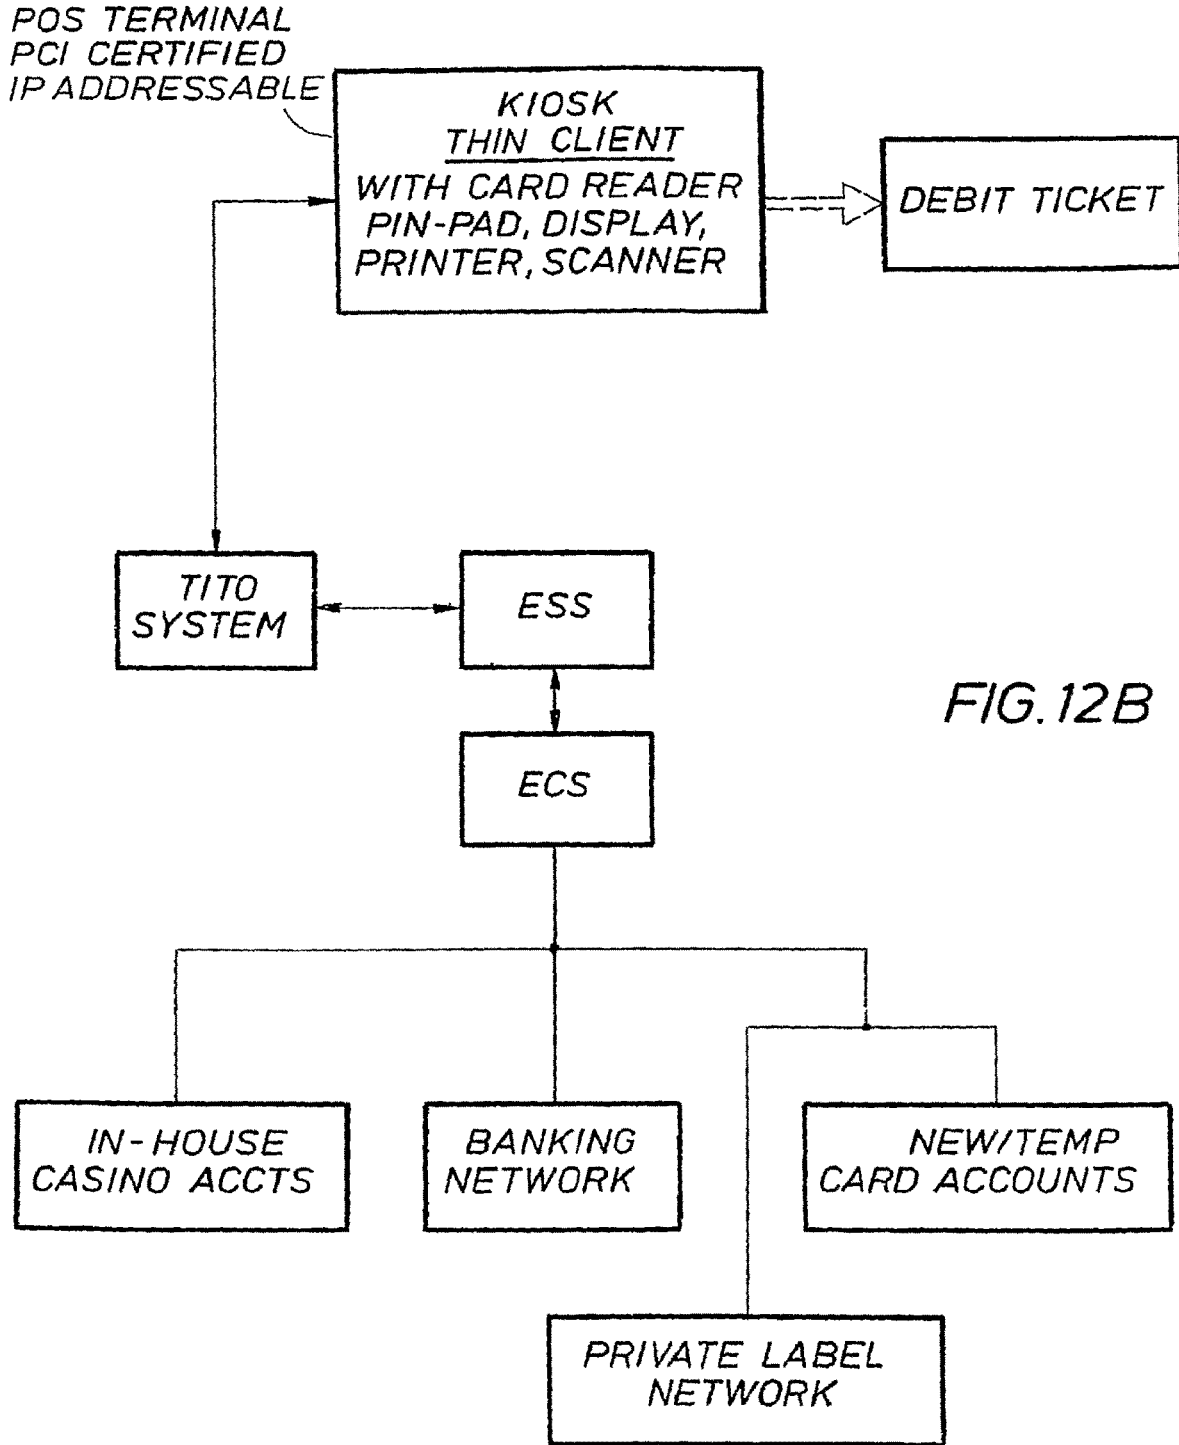 POS TERMINAL
PCI CERTIFIED
IP ADDRESSABLE
KIOSK
THIN CLIENT
WITH CARD READER
PIN-PAD, DISPLAY,
PRINTER, SCANNER
DEBIT TICKET
TITO
SYSTEM
ESS
ECS
FIG. 12B
IN-HOUSE
CASINO ACCTS
BANKING
NETWORK
NEW/TEMP
CARD ACCOUNTS
PRIVATE LABEL
NETWORK